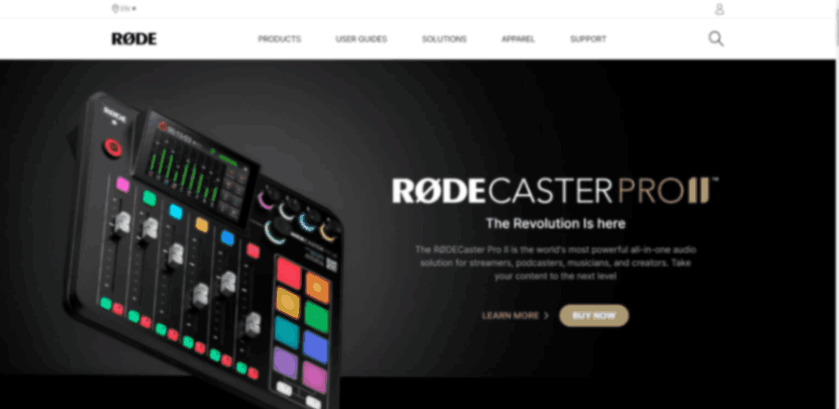 EN
RØDE
PRODUCTS USER GUIDES SOLUTIONS APPAREL SUPPORT
RØDECASTER PRO II™
The Revolution Is here
The RØDECaster Pro II is the world's most powerful all-in-one audio
solution for streamers, podcasters, musicians, and creators. Take
your content to the next level
LEARN MORE > BUY NOW